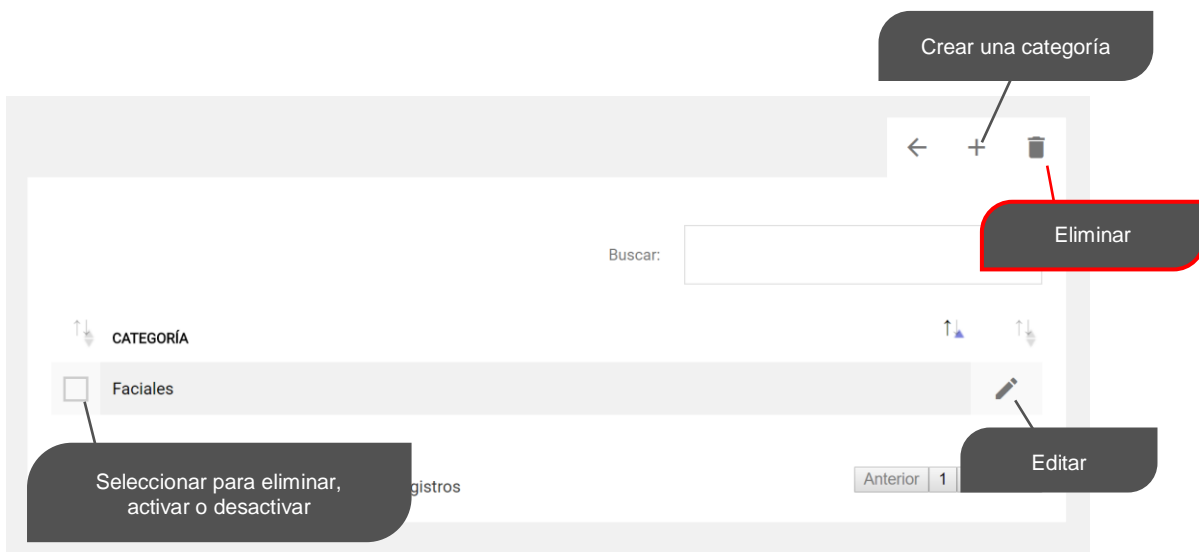 Crear una categoría
Eliminar
Buscar:
CATEGORÍA
Faciales
Seleccionar para eliminar,
activar o desactivar
gistros
Anterior 1
Editar